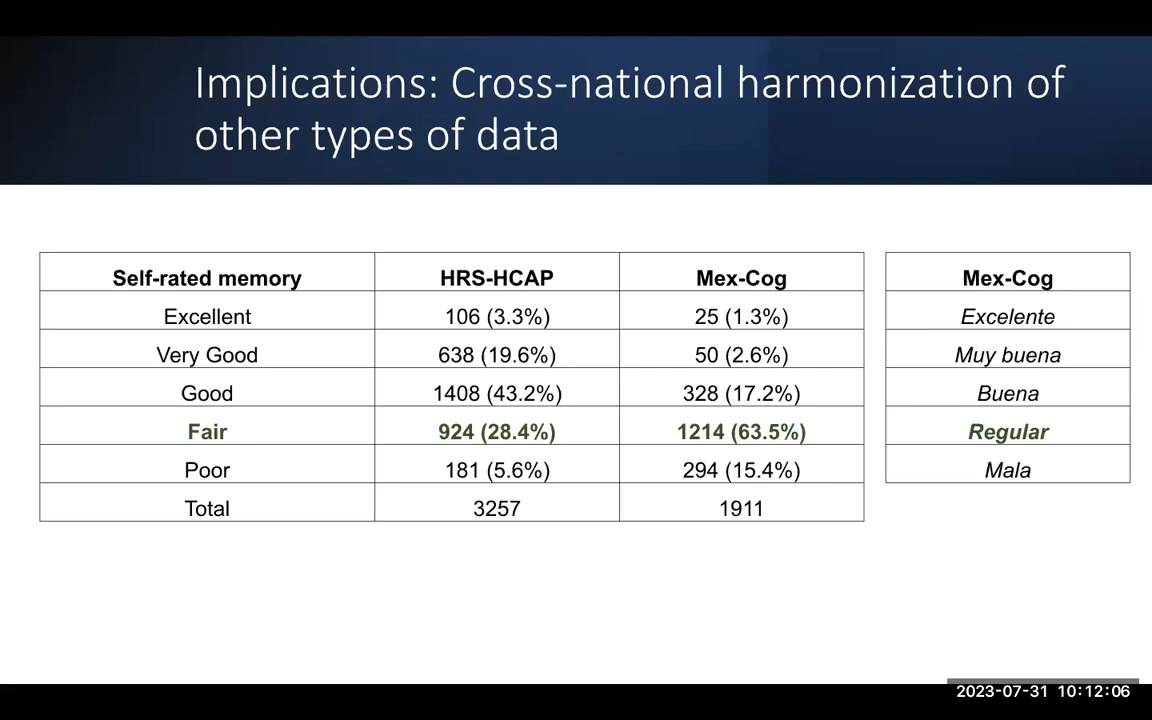 Implications: Cross-national harmonization of
other types of data
Self-rated memory HRS-HCAP Mex-Cog Mex-Cog
Excellent 106 (3.3%) 25 (1.3%) Excelente
Very Good 638 (19.6%) 50 (2.6%) Muy buena
Good 1408 (43.2%) 328 (17.2%) Buena
Fair 924 (28.4%) 1214 (63.5%) Regular
Poor 181 (5.6%) 294 (15.4%) Mala
Total 3257 1911
2023-07-31 10:12:06